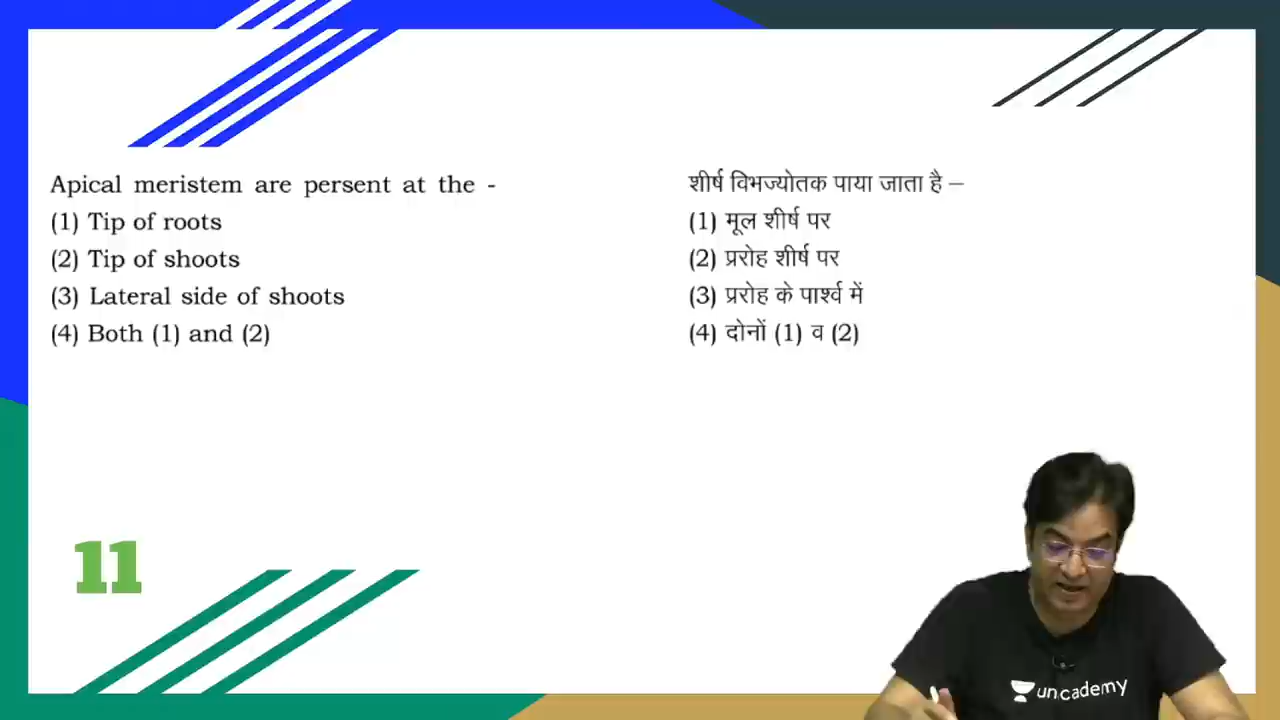 Apical meristem are persent at the -
(1) Tip of roots
(2) Tip of shoots
(3) Lateral side of shoots
(4) Both (1) and (2)
शीर्ष विभज्योतक पाया जाता है –
(1) मूल शीर्ष पर
(2) प्ररोह शीर्ष पर
(3) प्ररोह के पार्श्व में
(4) दोनों (1) व (2)
11
unacademy